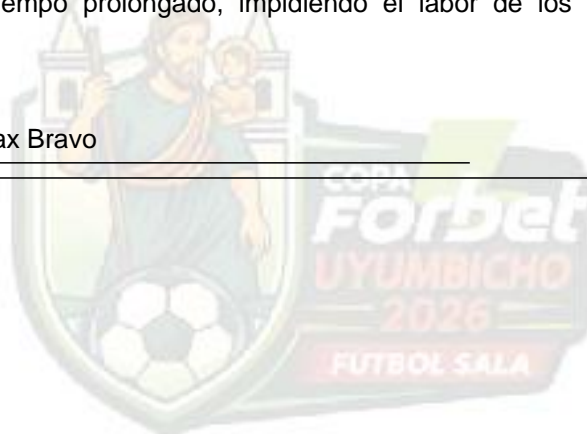 empo prolongado, impidiendo el labor de los
ax Bravo
COPA
Forbet
UYUMBICHO
2026
FUTBOL SALA